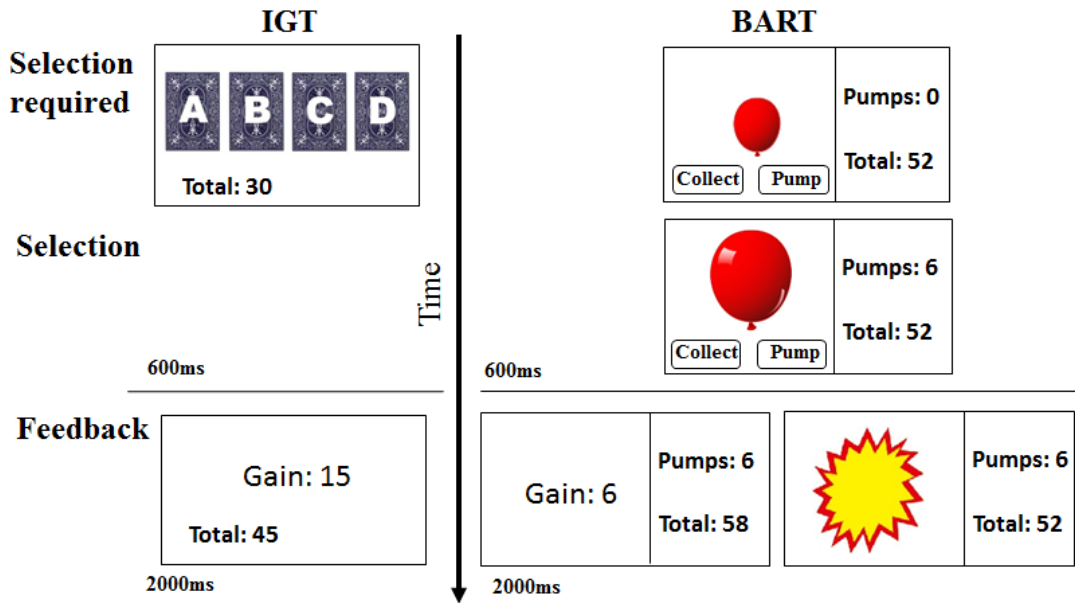 IGT
BART
Selection
required
A B C D
Total: 30
Pumps: 0
Total: 52
Collect
Pump
Selection
Time
Pumps: 6
Total: 52
Collect
Pump
600ms
600ms
Feedback
Gain: 15
Total: 45
Gain: 6
Pumps: 6
Total: 58
Pumps: 6
Total: 52
2000ms
2000ms